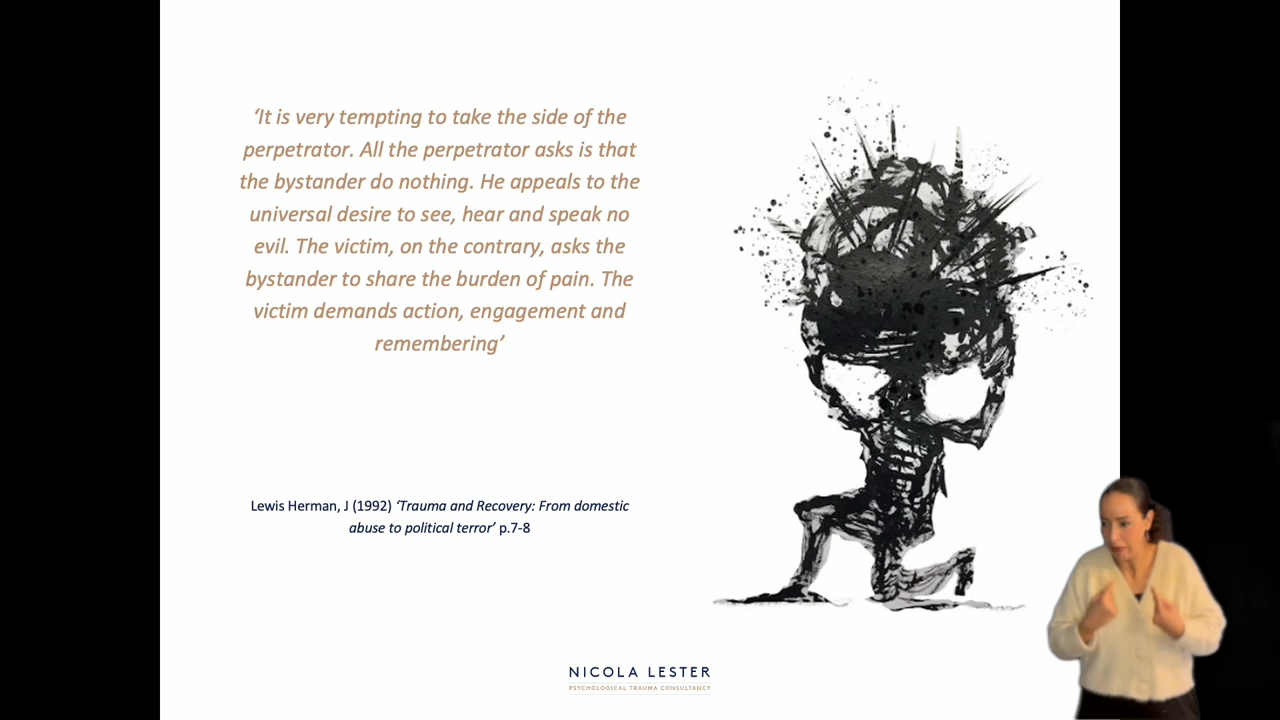 ‘It is very tempting to take the side of the
perpetrator. All the perpetrator asks is that
the bystander do nothing. He appeals to the
universal desire to see, hear and speak no
evil. The victim, on the contrary, asks the
bystander to share the burden of pain. The
victim demands action, engagement and
remembering’
Lewis Herman, J (1992) ‘Trauma and Recovery: From domestic
abuse to political terror’ p.7-8
NICOLA LESTER
PSYCHOLOGICAL TRAUMA CONSULTANCY